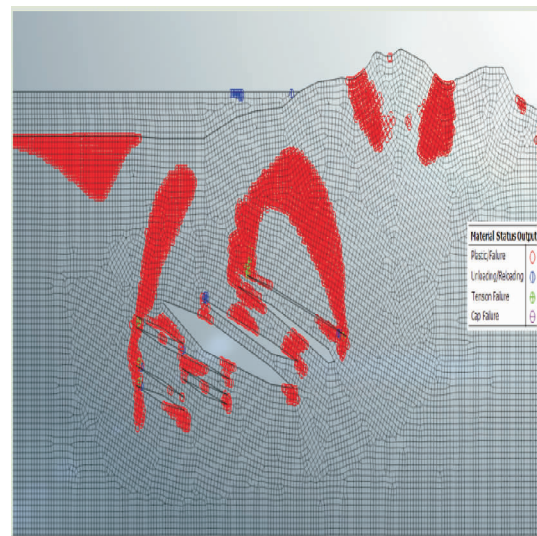 Material Status Output
Plastic/Failure
Unloading/Reloading
Tension Failure
Cap Failure